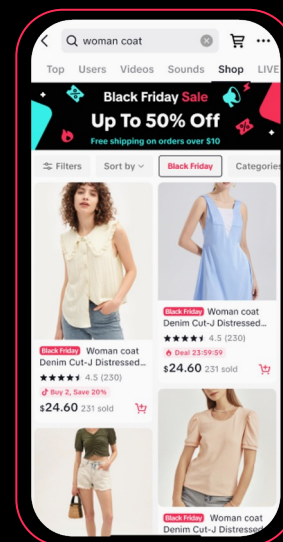 woman coat
Top Users Videos Sounds Shop LIVE
Black Friday Sale
Up To 50% Off
Free shipping on orders over $10
Filters Sort by Black Friday Categories
Black Friday Woman coat
Denim Cut-J Distressed...
4.5 (230)
Buy 2, Save 20%
$24.60 231 sold
Black Friday Woman coat
Denim Cut-J Distressed...
4.5 (230)
Deal 23:59:59
$24.60 231 sold
Black Friday Woman coat
Denim Cut-J Distressed